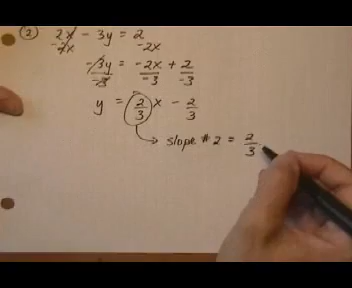 ② 2x - 3y = 2
-2x -2x
-3y = -2x + 2
-3 -3 -3
y = 2/3 x - 2/3
slope #2 = 2/3